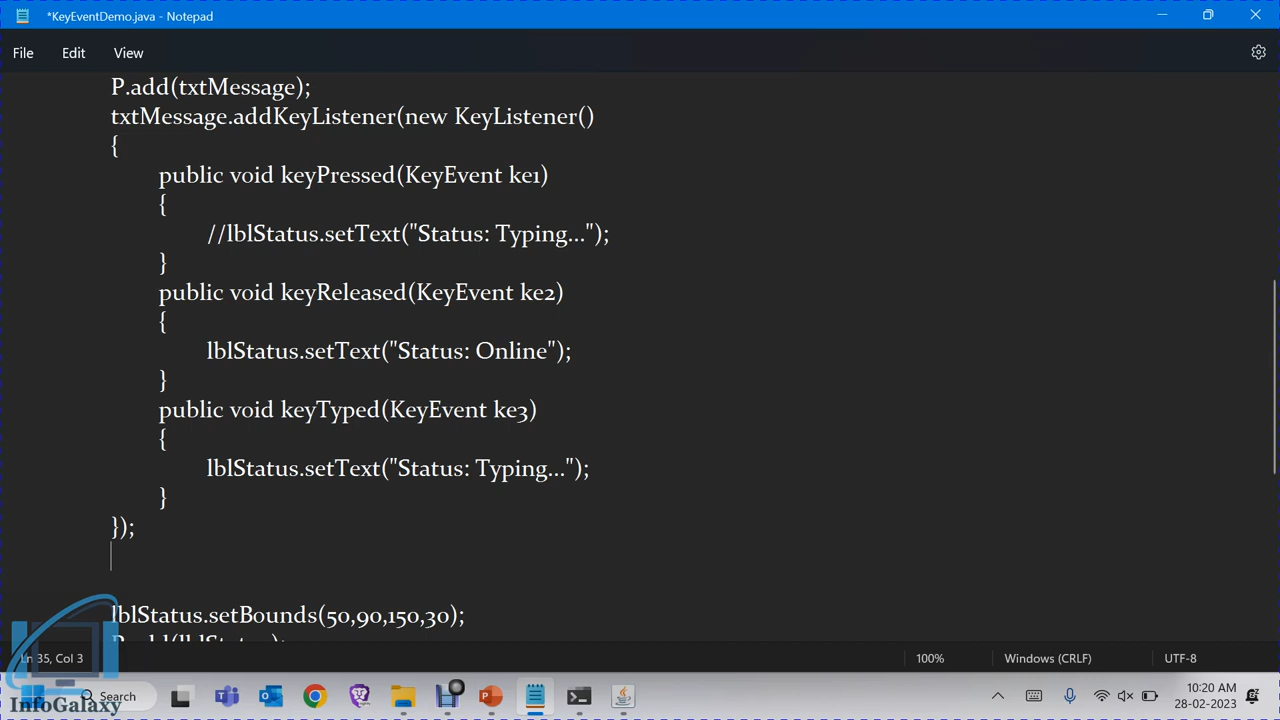 *KeyEventDemo.java - Notepad
File Edit View
P.add(txtMessage);
txtMessage.addKeyListener(new KeyListener()
{
public void keyPressed(KeyEvent ke1)
{
//lblStatus.setText("Status: Typing...");
}
public void keyReleased(KeyEvent ke2)
{
lblStatus.setText("Status: Online");
}
public void keyTyped(KeyEvent ke3)
{
lblStatus.setText("Status: Typing...");
}
});
lblStatus.setBounds(50,90,150,30);
P.add(lblStatus);
Ln 35, Col 3 100% Windows (CRLF) UTF-8
Search 10:20 AM
28-02-2023
InfoGalaxy